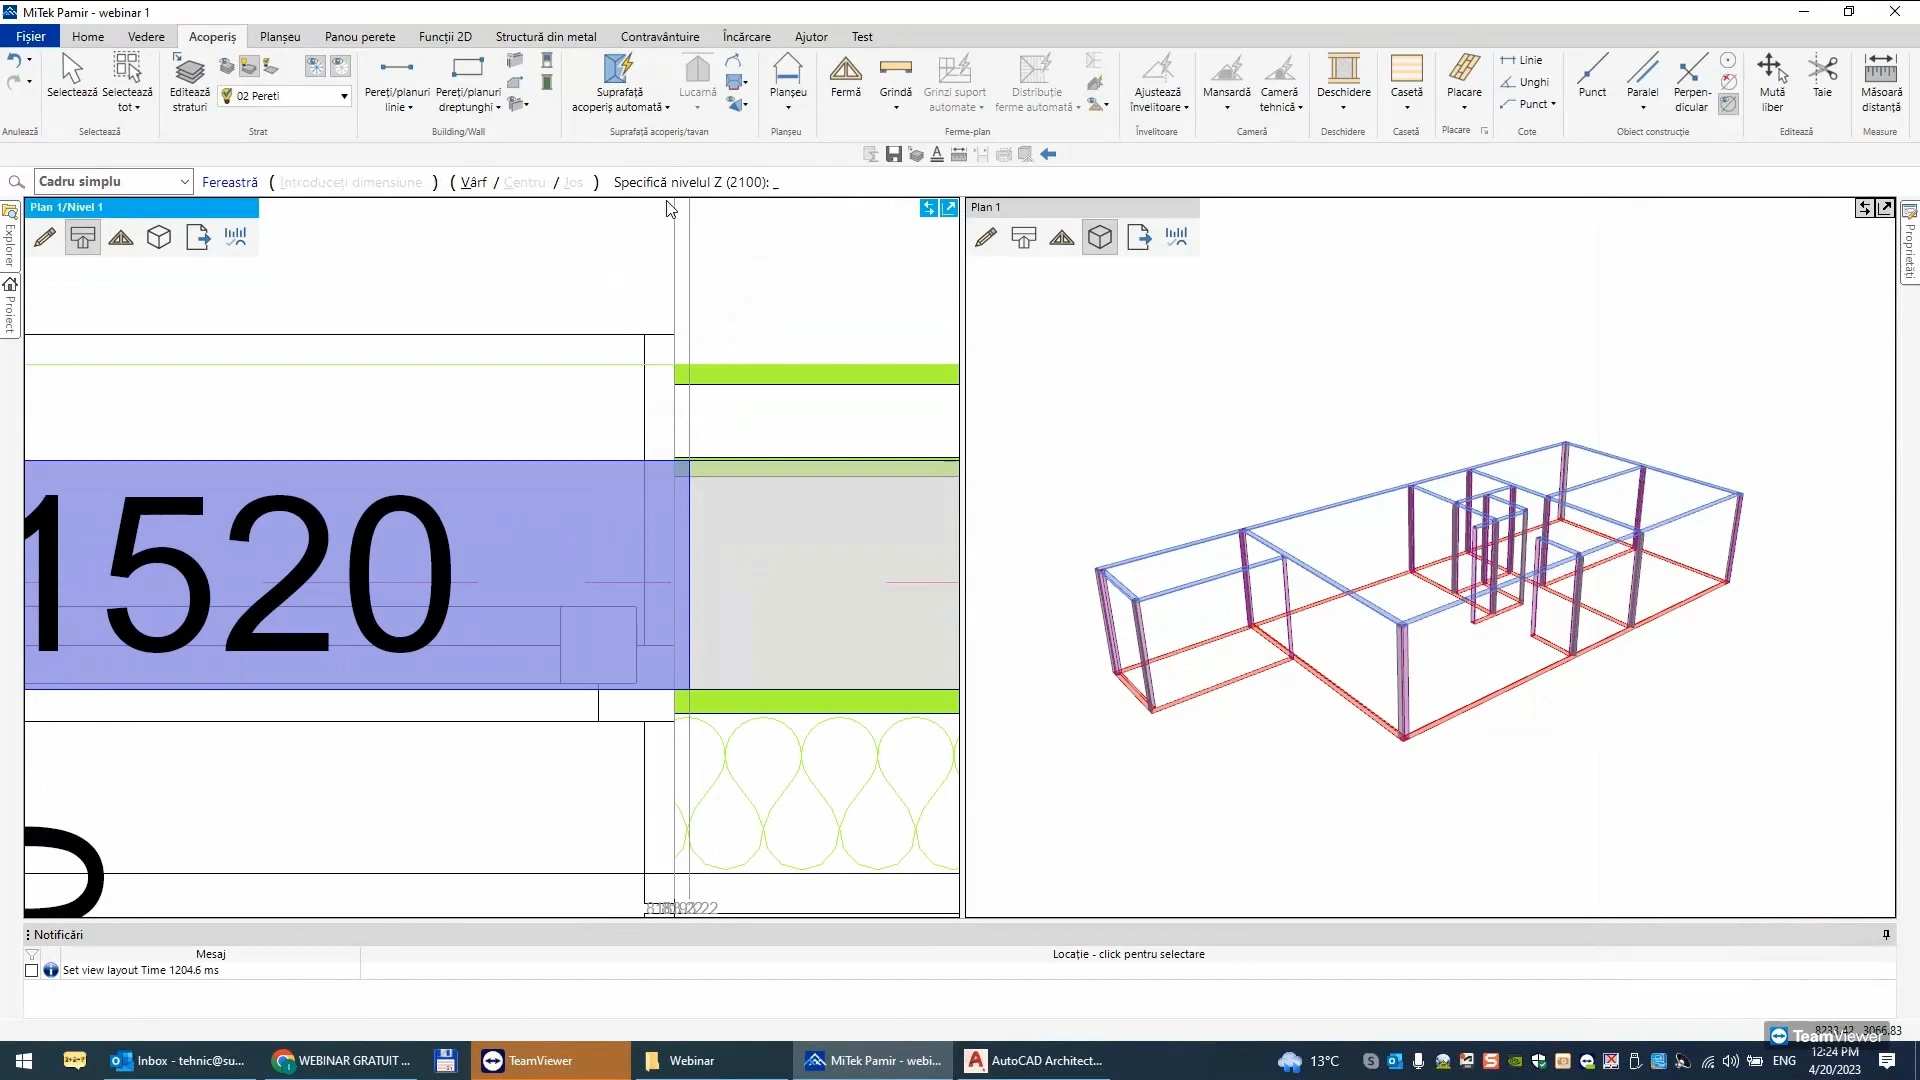 MiTek Pamir - webinar 1
Fișier Home Vedere Acoperiș Planșeu Panou perete Funcții 2D Structură din metal Contravântuire Încărcare Ajutor Test
Selectează
Selectează tot
Editează straturi
02 Pereti
Pereți/planuri linie
Pereți/planuri dreptunghi
Suprafață acoperiș automată
Lucarnă
Planșeu
Fermă
Grindă
Grinzi suport automate
Distribuție ferme automată
Ajustează învelitoare
Mansardă
Cameră tehnică
Deschidere
Casetă
Placare
Linie
Unghi
Punct
Punct
Paralel
Perpen- dicular
Mută liber
Taie
Măsoară distanță
Anulează Selectează Strat Building/Wall Suprafață acoperiș/tavan Planșeu Ferme-plan Învelitoare Cameră Deschidere Casetă Placare Cote Obiect construcție Editează Measure
Cadru simplu Fereastră ( Introduceți dimensiune ) ( Vârf / Centru / Jos ) Specifică nivelul Z (2100): _
Plan 1/Nivel 1
Plan 1
Explorer
Proiect
Proprietăți
1520
Notificări
Mesaj Locație - click pentru selectare
Set view layout Time 1204.6 ms
8233.42 3066.83
TeamViewer
Inbox - tehnic@su... WEBINAR GRATUIT ... TeamViewer Webinar MiTek Pamir - webi... AutoCAD Architect... 13°C ENG
12:24 PM
4/20/2023